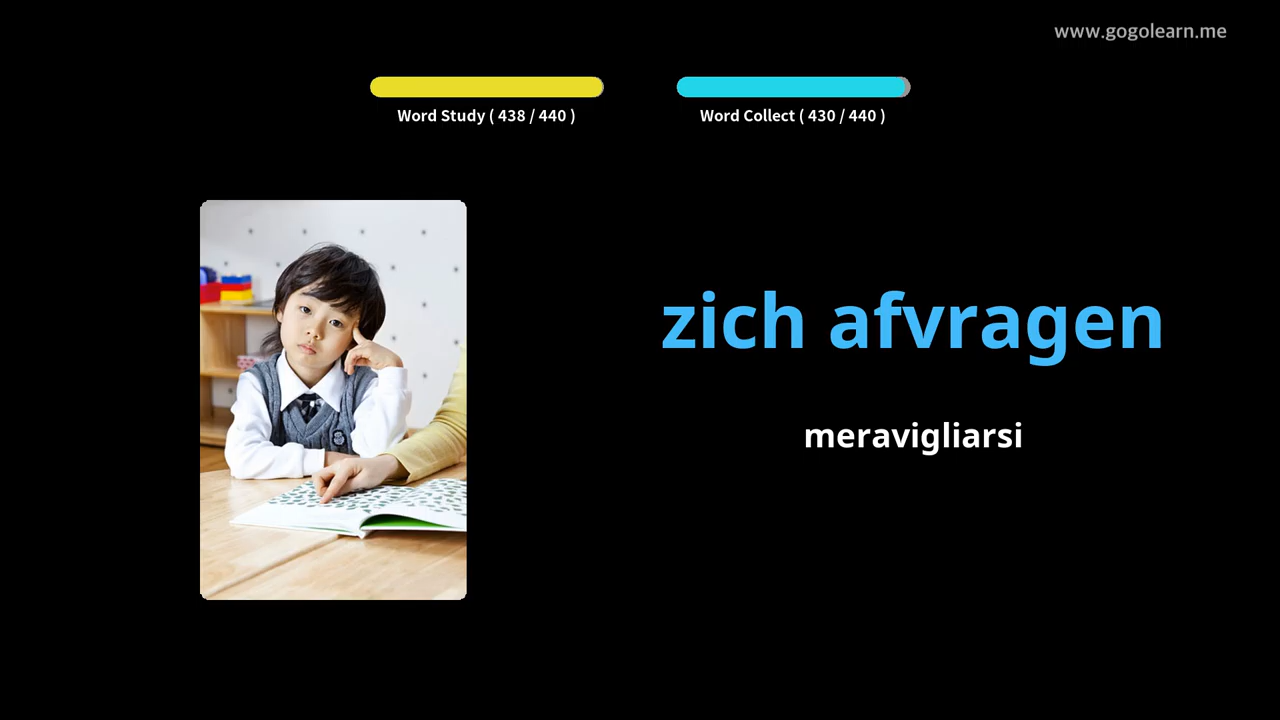 www.gogolearn.me
Word Study ( 438 / 440 )
Word Collect ( 430 / 440 )
zich afvragen
meravigliarsi